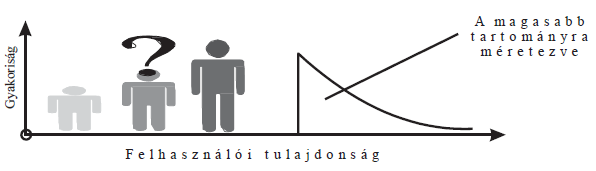 A magasabb
tartományra
méretezve
Gyakoriság
?
Felhasználói tulajdonság